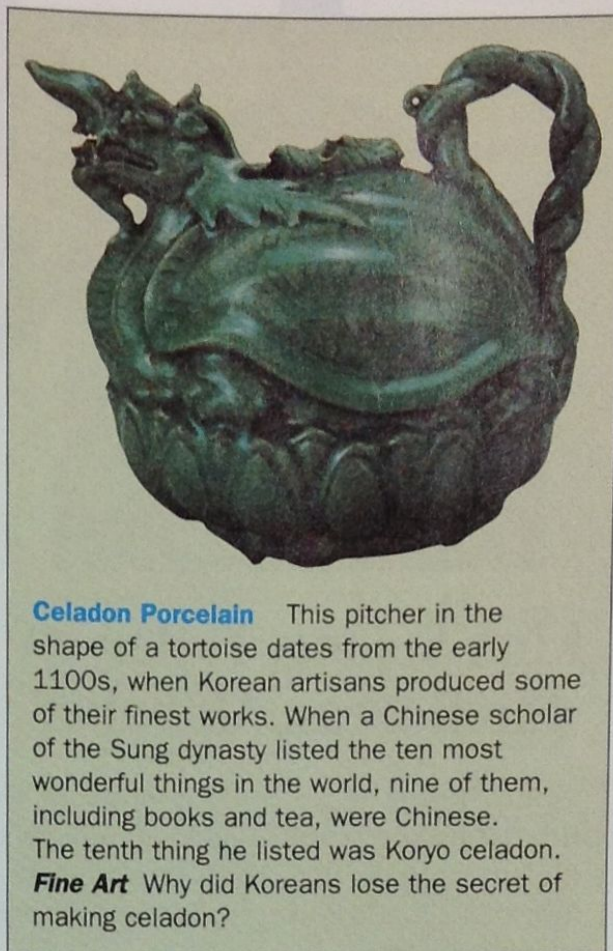 Celadon Porcelain This pitcher in the
shape of a tortoise dates from the early
1100s, when Korean artisans produced some
of their finest works. When a Chinese scholar
of the Sung dynasty listed the ten most
wonderful things in the world, nine of them,
including books and tea, were Chinese.
The tenth thing he listed was Koryo celadon.
Fine Art Why did Koreans lose the secret of
making celadon?